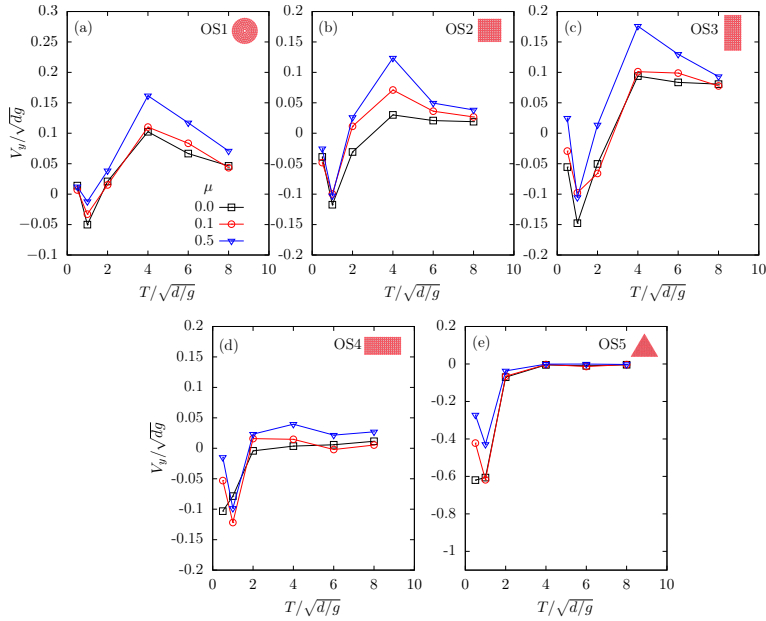 (a) OS1
0.3
0.25
0.2
0.15
0.1
0.05
0
−0.05
−0.1
V_y/√dg
μ
0.0
0.1
0.5
0 2 4 6 8 10
T/√d/g
(b) OS2
0.2
0.15
0.1
0.05
0
-0.05
-0.1
-0.15
-0.2
0 2 4 6 8 10
T/√d/g
(c) OS3
0.2
0.15
0.1
0.05
0
-0.05
-0.1
-0.15
-0.2
0 2 4 6 8 10
T/√d/g
(d) OS4
0.2
0.15
0.1
0.05
0
-0.05
-0.1
-0.15
-0.2
V_y/√dg
0 2 4 6 8 10
T/√d/g
(e) OS5
0.2
0
-0.2
-0.4
-0.6
-0.8
-1
0 2 4 6 8 10
T/√d/g